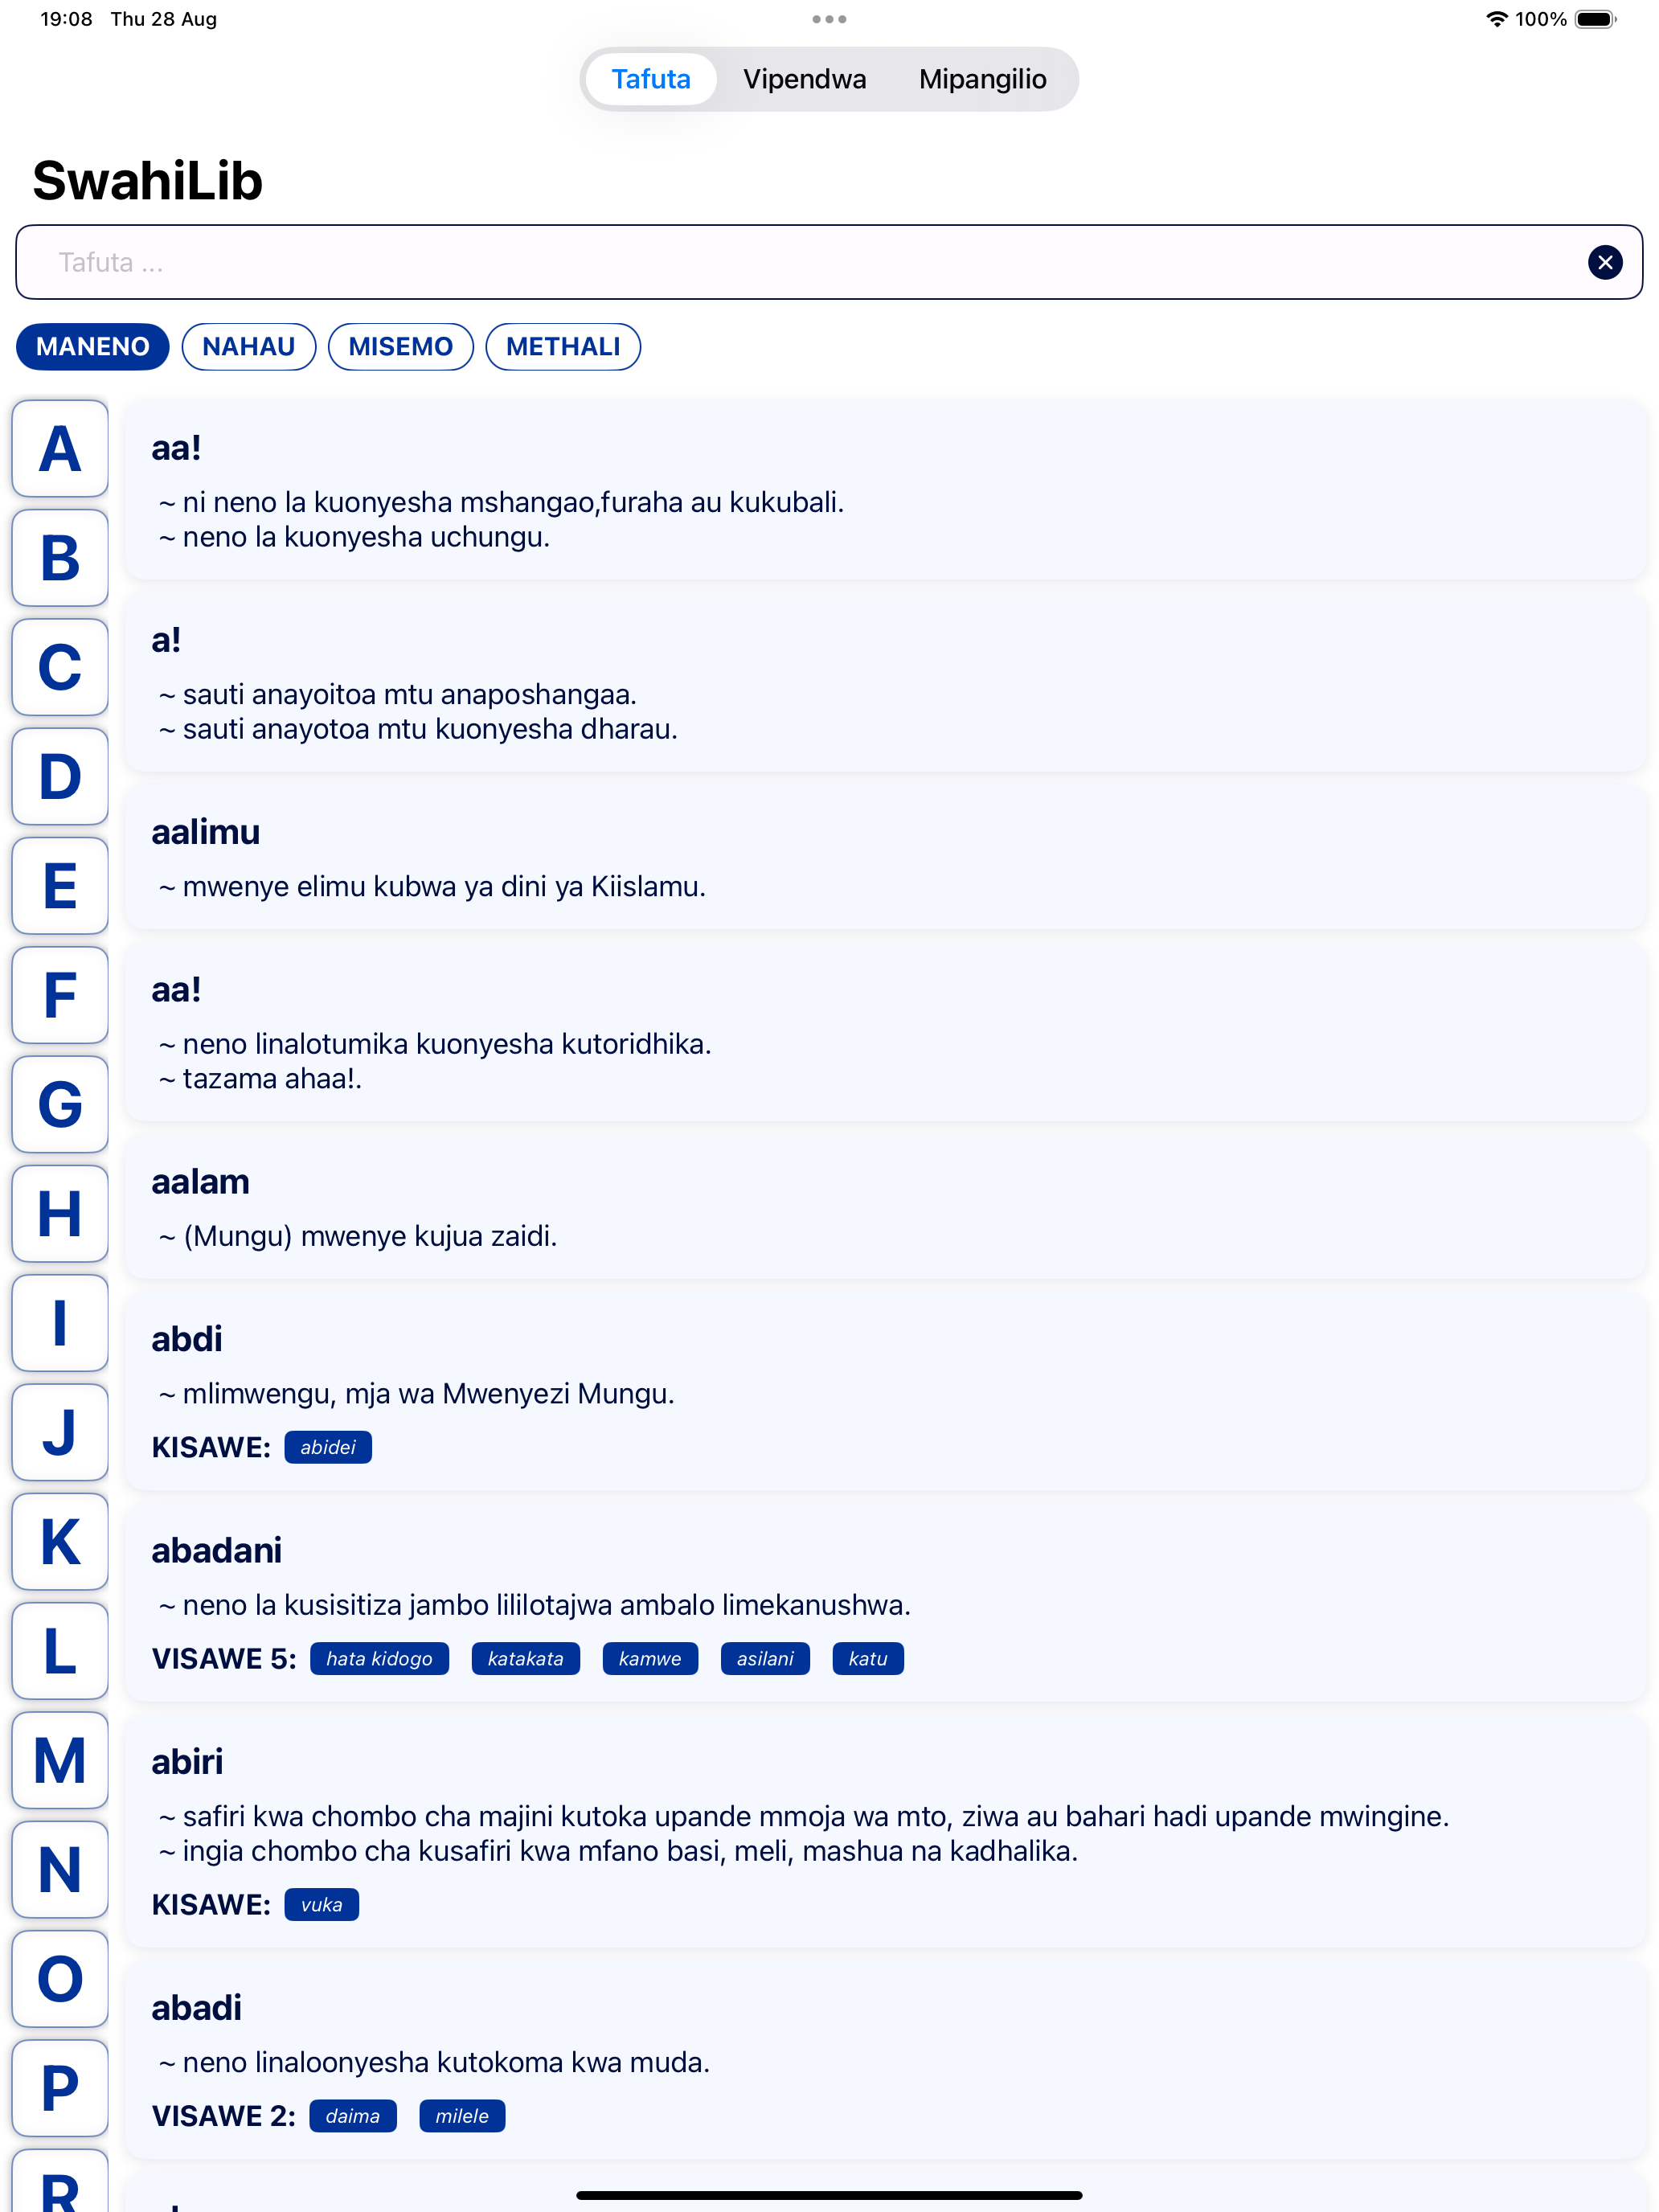 19:08 Thu 28 Aug
100%
Tafuta Vipendwa Mipangilio
SwahiLib
Tafuta ...
MANENO NAHAU MISEMO METHALI
A
B
C
D
E
F
G
H
I
J
K
L
M
N
O
P
R
aa!
~ ni neno la kuonyesha mshangao,furaha au kukubali.
~ neno la kuonyesha uchungu.
a!
~ sauti anayoitoa mtu anaposhangaa.
~ sauti anayotoa mtu kuonyesha dharau.
aalimu
~ mwenye elimu kubwa ya dini ya Kiislamu.
aa!
~ neno linalotumika kuonyesha kutoridhika.
~ tazama ahaa!.
aalam
~ (Mungu) mwenye kujua zaidi.
abdi
~ mlimwengu, mja wa Mwenyezi Mungu.
KISAWE: abidei
abadani
~ neno la kusisitiza jambo lililotajwa ambalo limekanushwa.
VISAWE 5: hata kidogo katakata kamwe asilani katu
abiri
~ safiri kwa chombo cha majini kutoka upande mmoja wa mto, ziwa au bahari hadi upande mwingine.
~ ingia chombo cha kusafiri kwa mfano basi, meli, mashua na kadhalika.
KISAWE: vuka
abadi
~ neno linaloonyesha kutokoma kwa muda.
VISAWE 2: daima milele